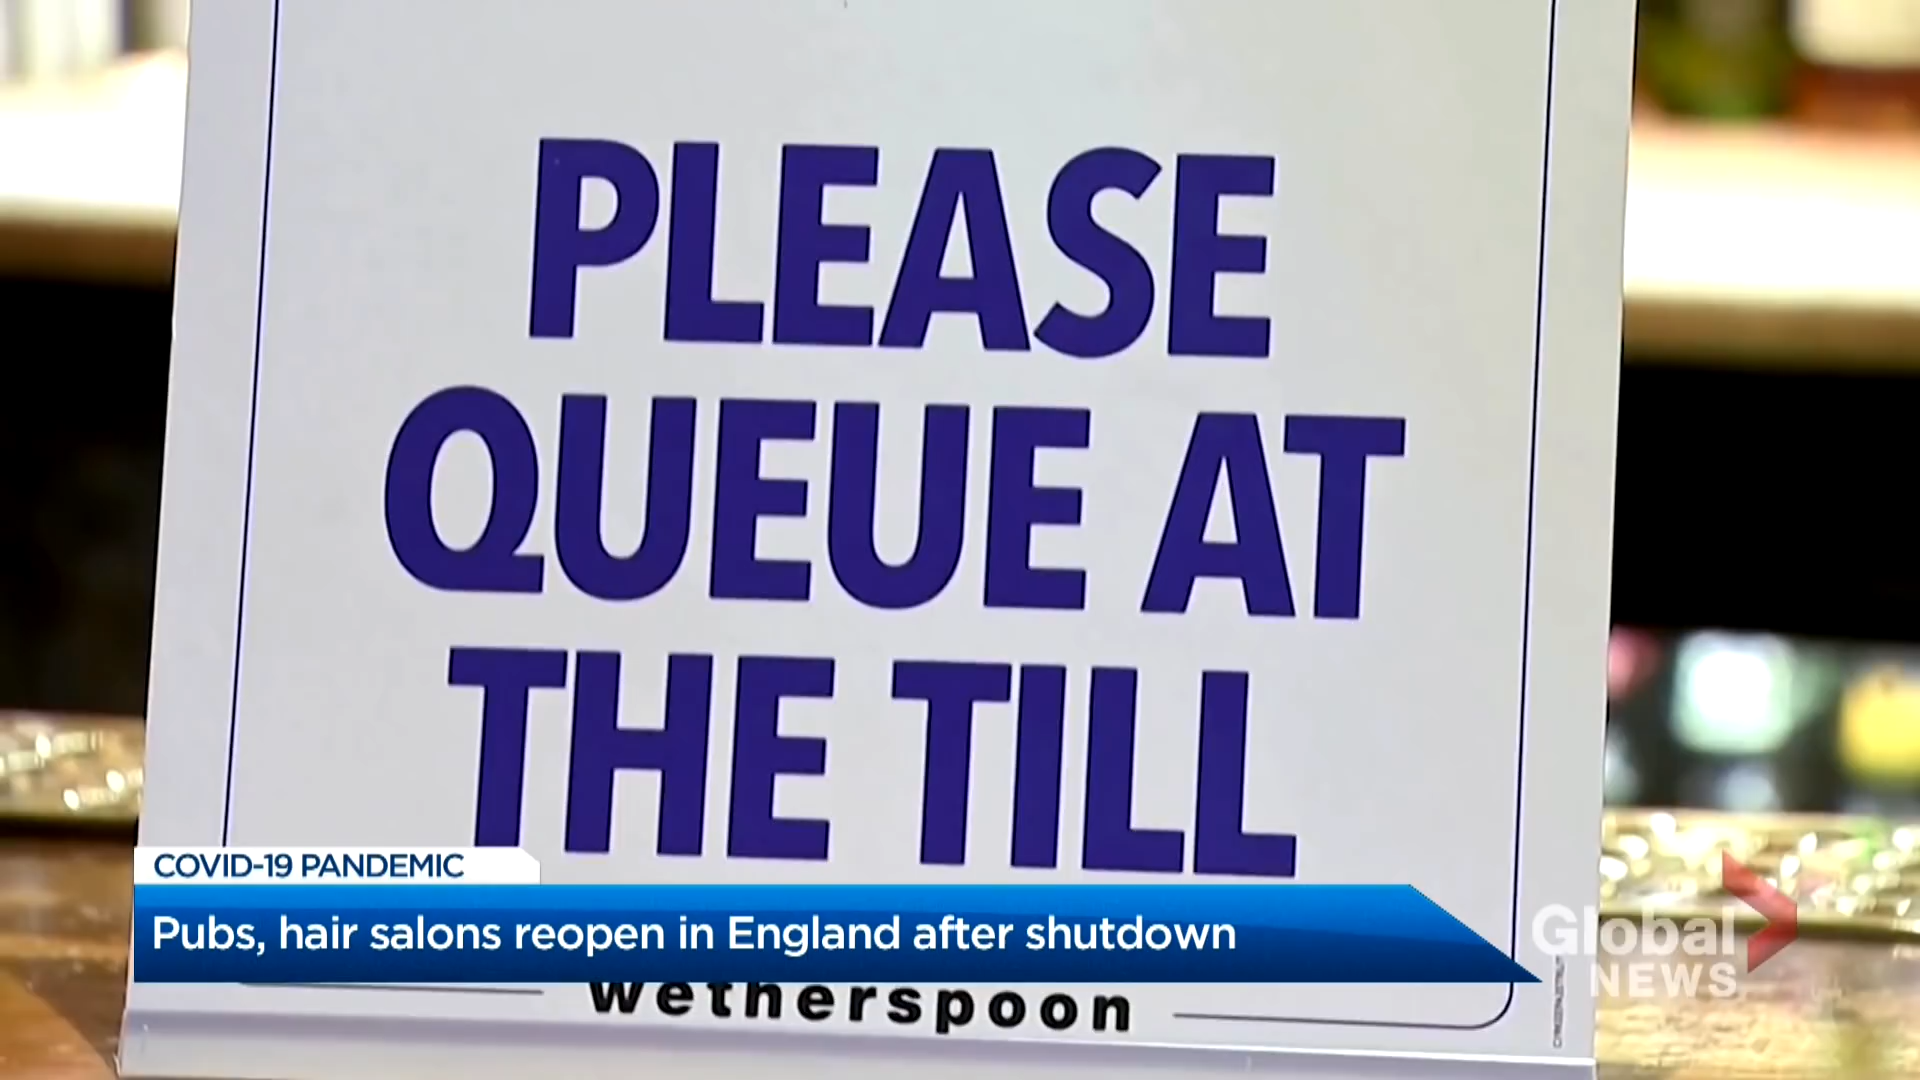 PLEASE
QUEUE AT
THE TILL
COVID-19 PANDEMIC
Pubs, hair salons reopen in England after shutdown
Global
NEWS
wetherspoon